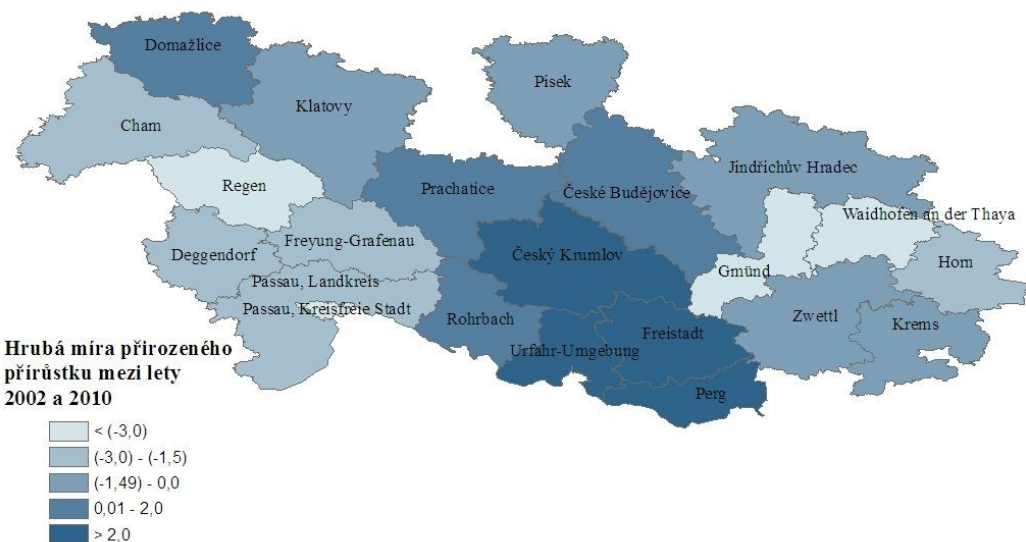 Domažlice
Písek
Klatovy
Cham
Jindřichův Hradec
Regen
Prachatice
České Budějovice
Waidhofen an der Thaya
Freyung-Grafenau
Deggendorf
Český Krumlov
Horn
Gmünd
Passau, Landkreis
Passau, Kreisfreie Stadt
Rohrbach
Freistadt
Zwettl
Krems
Urfahr-Umgebung
Perg
Hrubá míra přirozeného
přírůstku mezi lety
2002 a 2010
< (-3,0)
(-3,0) - (-1,5)
(-1,49) - 0,0
0,01 - 2,0
> 2,0